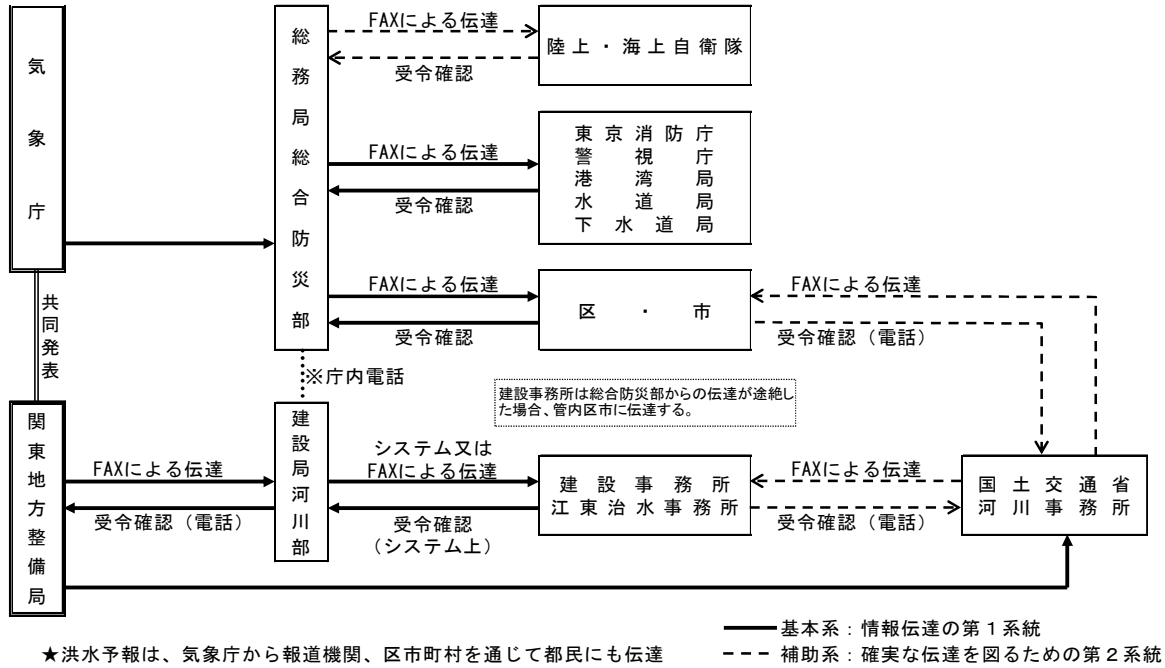 気象庁
共同発表
関東地方整備局
総務局総合防災部
※庁内電話
建設局河川部
FAXによる伝達
受令確認
陸上・海上自衛隊
FAXによる伝達
受令確認
東京消防庁
警視庁
港湾局
水道局
下水道局
FAXによる伝達
受令確認
区・市
FAXによる伝達
受令確認（電話）
建設事務所は総合防災部からの伝達が途絶し
た場合、管内区市に伝達する。
FAXによる伝達
受令確認（電話）
システム又は
FAXによる伝達
受令確認
（システム上）
建設事務所
江東治水事務所
FAXによる伝達
受令確認（電話）
国土交通省
河川事務所
基本系：情報伝達の第１系統
★洪水予報は、気象庁から報道機関、区市町村を通じて都民にも伝達
補助系：確実な伝達を図るための第２系統